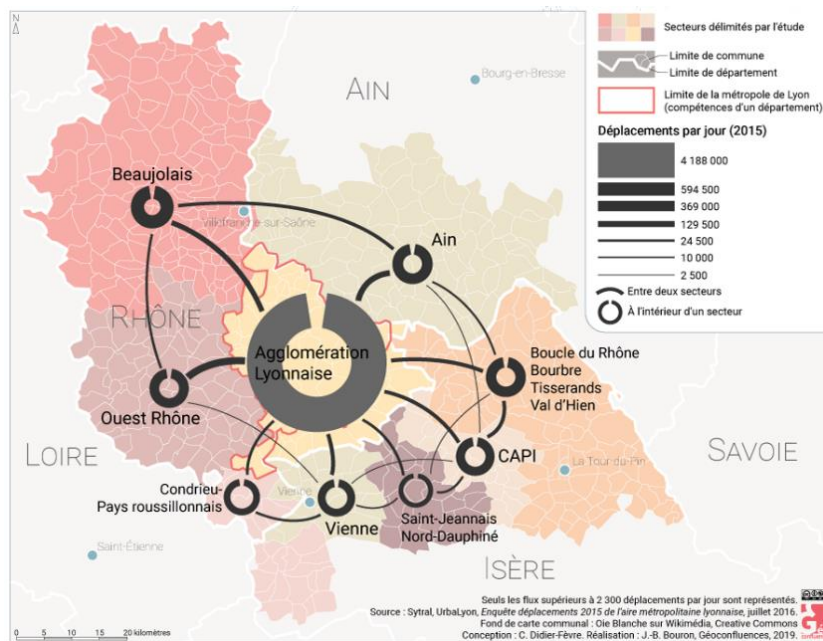 N
AIN
Bourg-en-Bresse
Beaujolais
Villefranche-sur-Saône
Ain
RHÔNE
Agglomération
Lyonnaise
Boucle du Rhône
Bourbre
Tisserands
Val d'Hien
Ouest Rhône
LOIRE
SAVOIE
CAPI
La Tour-du-Pin
Condrieu-
Pays roussillonnais
Vienne
Vienne
Saint-Jeannais
Nord-Dauphiné
Saint-Étienne
ISÈRE
0 5 10 15 20 kilomètres
Secteurs délimités par l'étude
Limite de commune
Limite de département
Limite de la métropole de Lyon
(compétences d'un département)
Déplacements par jour (2015)
4 188 000
594 500
369 000
129 500
24 500
10 000
2 500
Entre deux secteurs
À l'intérieur d'un secteur
Seuls les flux supérieurs à 2 300 déplacements par jour sont représentés.
Source : Sytral, UrbaLyon, Enquête déplacements 2015 de l'aire métropolitaine lyonnaise, juillet 2016.
Fond de carte communal : Oie Blanche sur Wikimédia, Creative Commons
Conception : C. Didier-Fèvre. Réalisation : J.-B. Bouron, Géoconfluences, 2019.